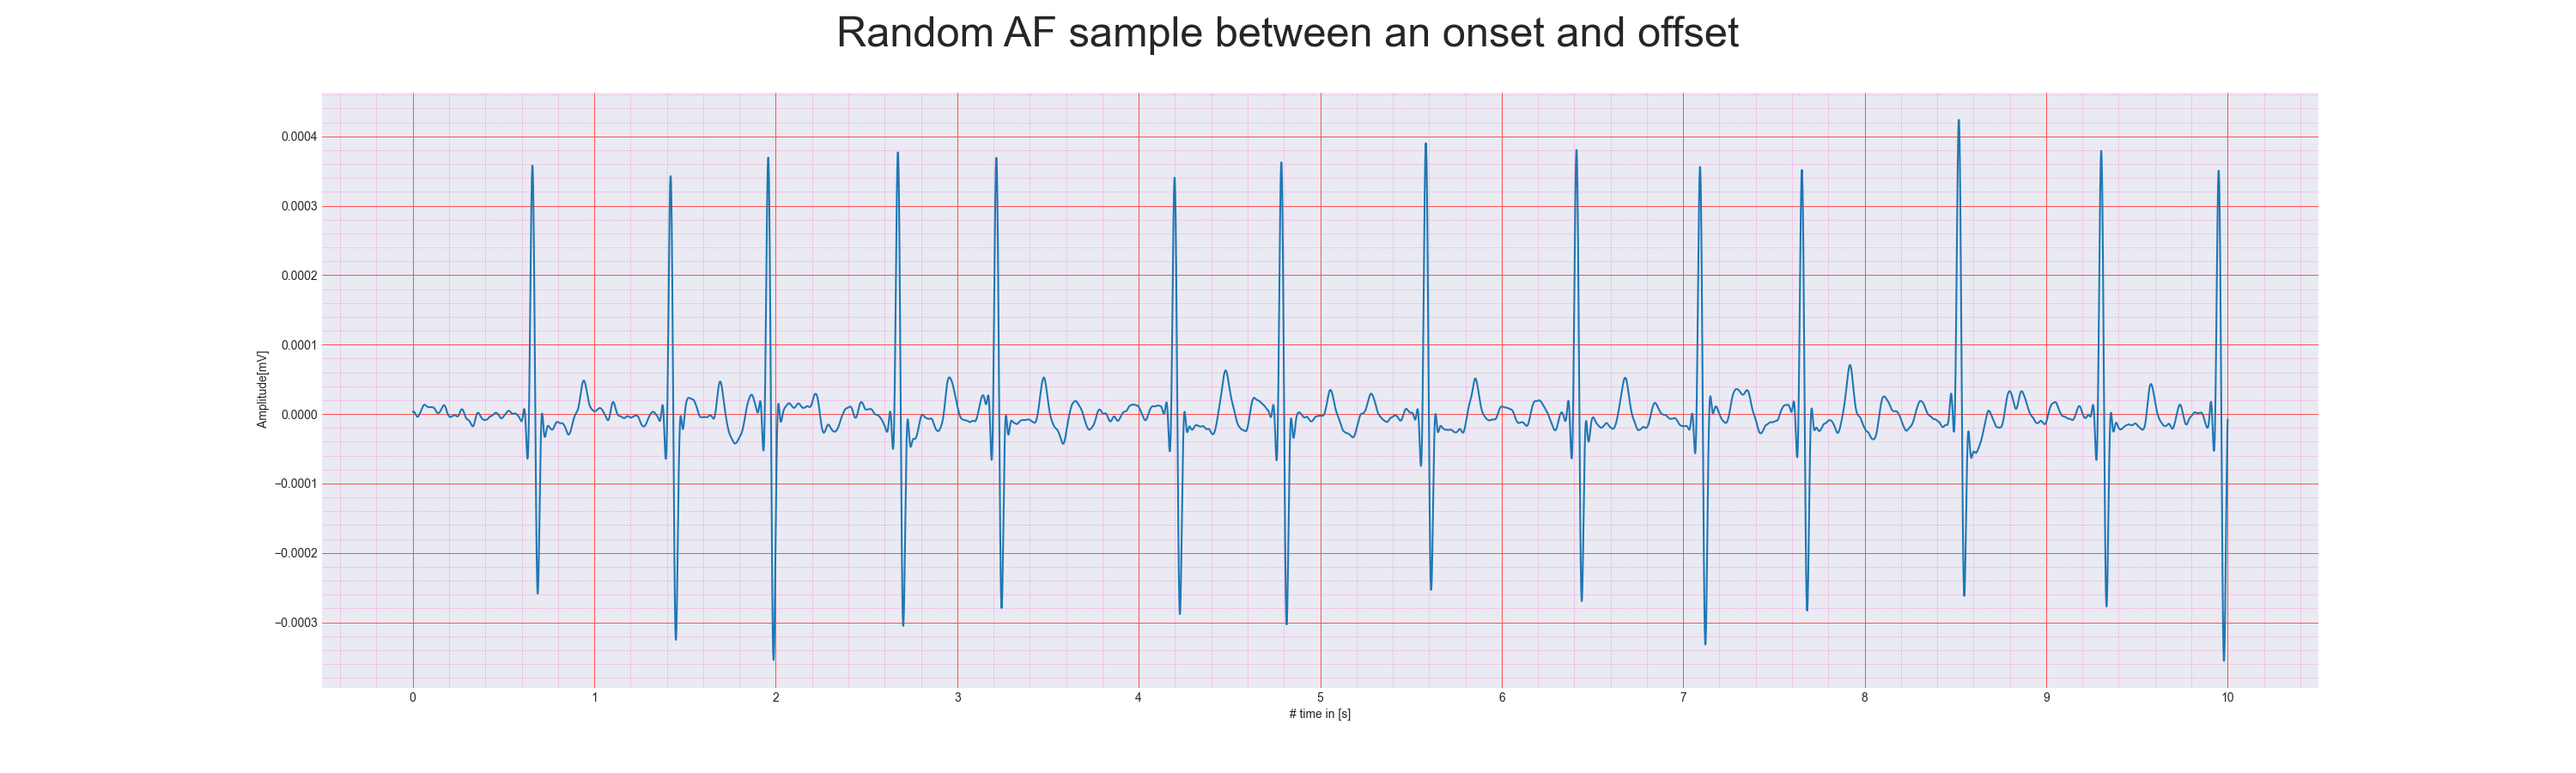 Random AF sample between an onset and offset
0.0004
0.0003
0.0002
0.0001
0.0000
−0.0001
−0.0002
−0.0003
Amplitude[mV]
0 1 2 3 4 5 6 7 8 9 10
# time in [s]